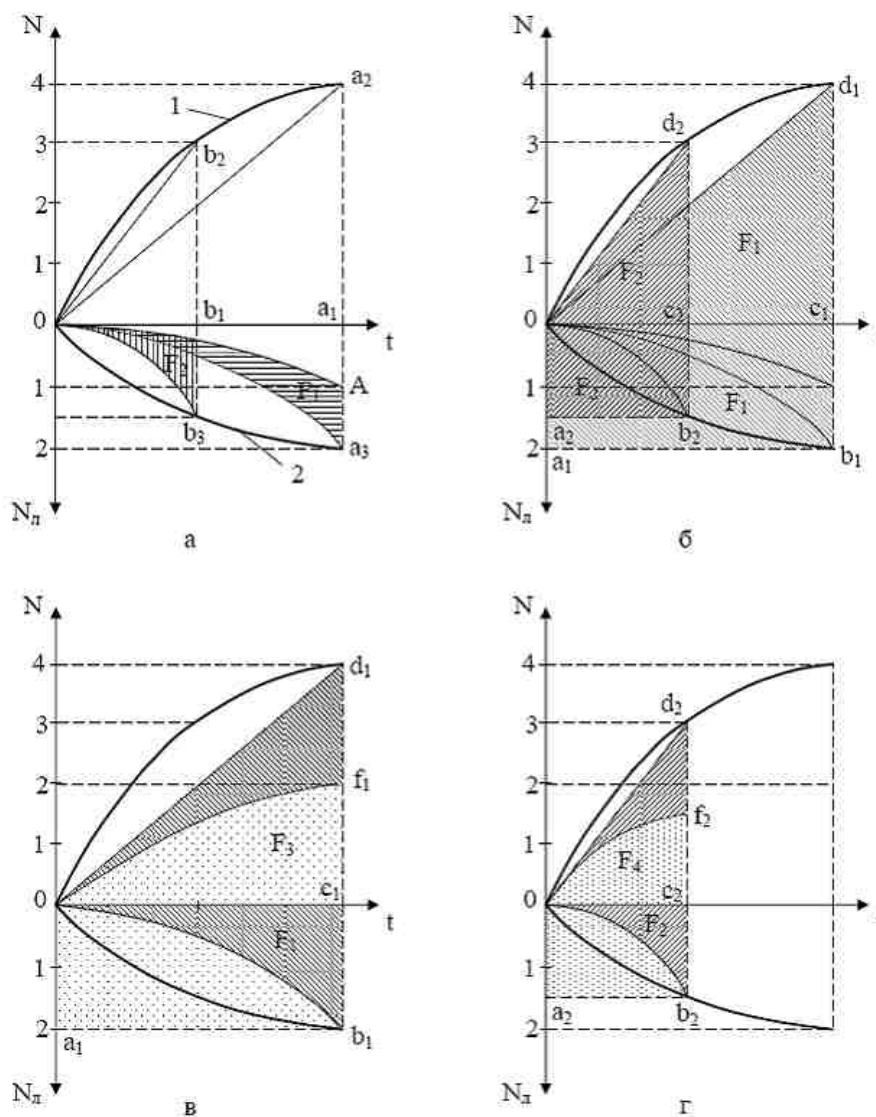 N
N
4
a₂
4
d₁
1
3
b₂
3
d₂
2
2
F₁
1
1
F₂
b₁
a₁
c₂
c₁
0
t
0
F₂
1
F₁
A
1
F₂
F₁
b₃
a₂
b₂
2
2
a₃
2
a₁
b₁
Nл
Nл
а
б
N
N
4
d₁
4
3
3
d₂
2
f₁
2
1
F₃
1
f₂
F₄
c₁
c₂
0
t
0
F₁
F₂
1
1
a₂
b₂
2
a₁
b₁
2
Nл
Nл
в
г